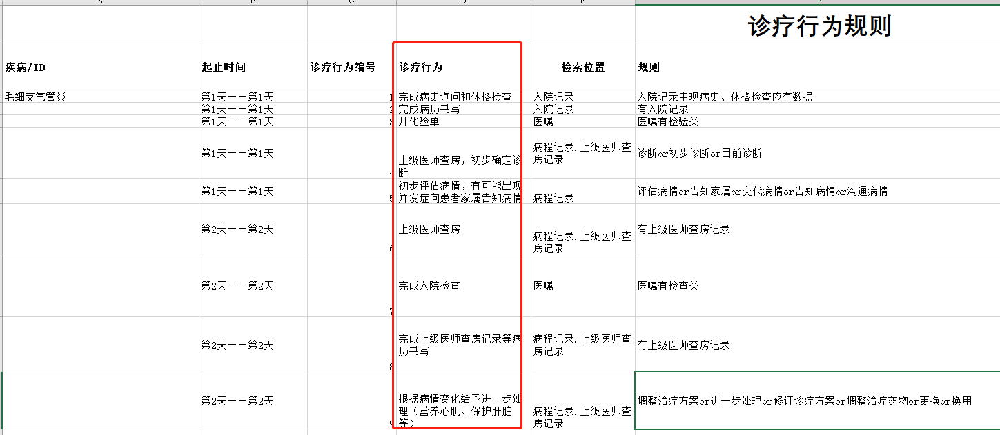 A B C D E F
诊疗行为规则
疾病/ID 起止时间 诊疗行为编号 诊疗行为 检索位置 规则
毛细支气管炎 第1天——第1天 1 完成病史询问和体格检查 入院记录 入院记录中现病史、体格检查应有数据
第1天——第1天 2 完成病历书写 入院记录 有入院记录
第1天——第1天 3 开化验单 医嘱 医嘱有检验类
第1天——第1天 4 上级医师查房，初步确定诊
断 病程记录.上级医师查
房记录 诊断or初步诊断or目前诊断
第1天——第1天 5 初步评估病情，有可能出现
并发症向患者家属告知病情 病程记录 评估病情or告知家属or交代病情or告知病情or沟通病情
第2天——第2天 6 上级医师查房 病程记录.上级医师查
房记录 有上级医师查房记录
第2天——第2天 7 完成入院检查 医嘱 医嘱有检查类
第2天——第2天 8 完成上级医师查房记录等病
历书写 病程记录.上级医师查
房记录 有上级医师查房记录
第2天——第2天 9 根据病情变化给予进一步处
理（营养心肌、保护肝脏
等） 病程记录.上级医师查
房记录 调整治疗方案or进一步处理or修订诊疗方案or调整治疗药物or更换or换用